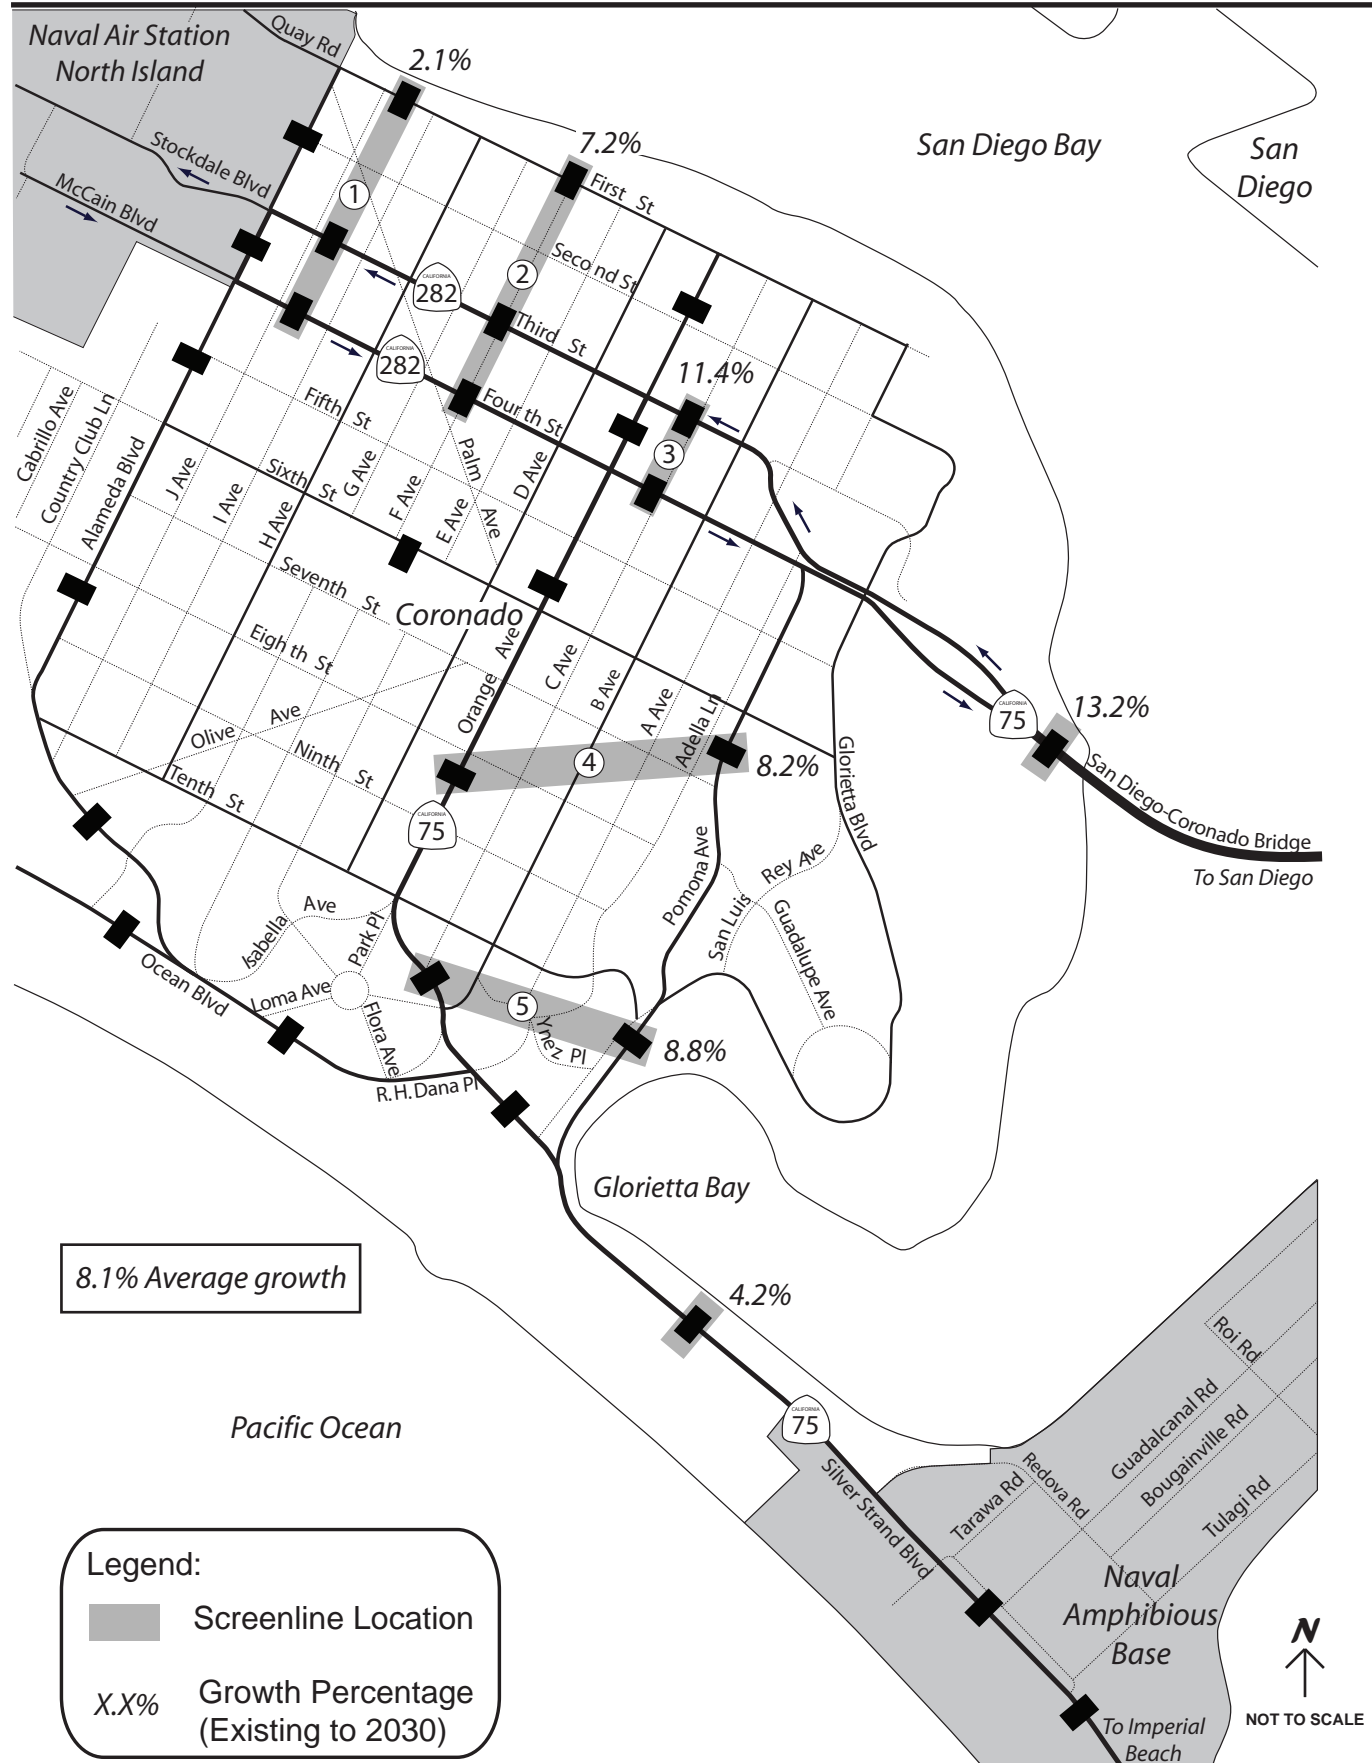 Naval Air Station
North Island
Quay Rd
2.1%
Stockdale Blvd
McCain Blvd
7.2%
San Diego Bay
San
Diego
1
First St
Second St
2
CALIFORNIA
282
Third St
CALIFORNIA
282
11.4%
Fourth St
Fifth St
3
Cabrillo Ave
Country Club Ln
Alameda Blvd
J Ave
I Ave
H Ave
Sixth St
G Ave
F Ave
E Ave
Palm Ave
D Ave
Seventh St
Coronado
Eighth St
Orange Ave
C Ave
B Ave
A Ave
Adella Ln
Olive Ave
Ninth St
Tenth St
4
8.2%
Glorietta Blvd
CALIFORNIA
75
13.2%
San Diego-Coronado Bridge
To San Diego
CALIFORNIA
75
Pomona Ave
San Luis Rey Ave
Guadalupe Ave
Isabella Ave
Park Pl
Ocean Blvd
Loma Ave
Flora Ave
5
Ynez Pl
8.8%
R.H. Dana Pl
Glorietta Bay
8.1% Average growth
4.2%
Pacific Ocean
CALIFORNIA
75
Silver Strand Blvd
Roi Rd
Guadalcanal Rd
Bougainville Rd
Redova Rd
Tarawa Rd
Tulagi Rd
Naval
Amphibious
Base
To Imperial
Beach
N
NOT TO SCALE
Legend:
Screenline Location
X.X%
Growth Percentage
(Existing to 2030)